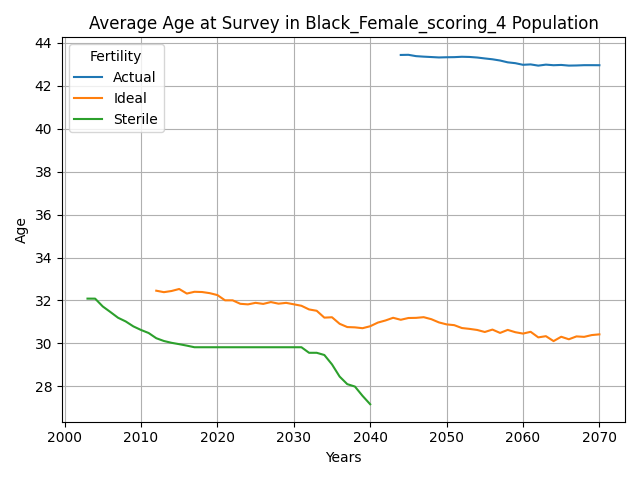 Average Age at Survey in Black_Female_scoring_4 Population
Fertility
Actual
Ideal
Sterile
44
42
40
38
36
34
32
30
28
Age
2000 2010 2020 2030 2040 2050 2060 2070
Years